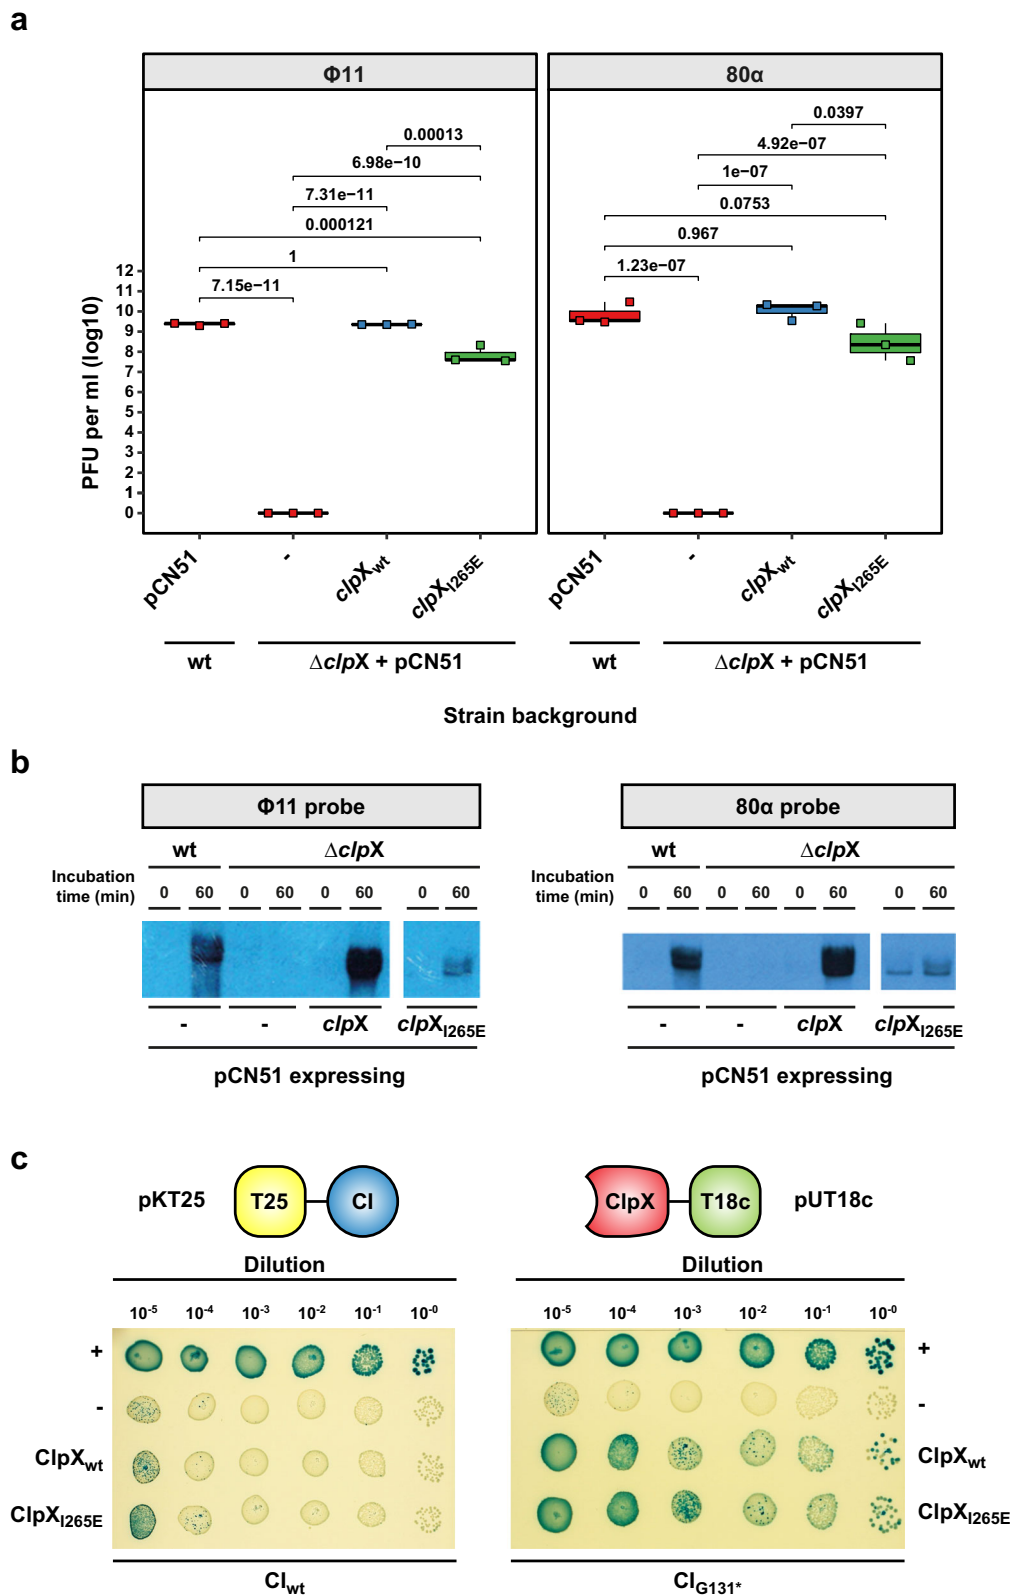 a
Φ11
80α
0.00013
6.98e−10
7.31e−11
0.000121
1
7.15e−11
0.0397
4.92e−07
1e−07
0.0753
0.967
1.23e−07
PFU per ml (log10)
12
11
10
9
8
7
6
5
4
3
2
1
0
pCN51
-
clpXwt
clpXI265E
pCN51
-
clpXwt
clpXI265E
wt
ΔclpX + pCN51
wt
ΔclpX + pCN51
Strain background
b
Φ11 probe
wt ΔclpX
Incubation time (min)
0 60 0 60 0 60 0 60
- - clpX clpXI265E
pCN51 expressing
80α probe
wt ΔclpX
Incubation time (min)
0 60 0 60 0 60 0 60
- - clpX clpXI265E
pCN51 expressing
c
pKT25 T25 CI
ClpX T18c pUT18c
Dilution
10-5 10-4 10-3 10-2 10-1 10-0
+
-
ClpXwt
ClpXI265E
CIwt
Dilution
10-5 10-4 10-3 10-2 10-1 10-0
+
-
ClpXwt
ClpXI265E
CIG131*